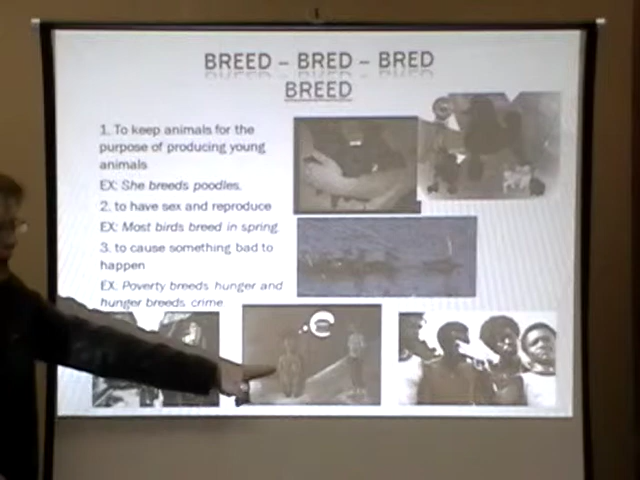 BREED – BRED – BRED
BREED
1. To keep animals for the
purpose of producing young
animals
EX: She breeds poodles.
2. to have sex and reproduce
EX: Most birds breed in spring
3. to cause something bad to
happen
EX. Poverty breeds hunger and
hunger breeds crime